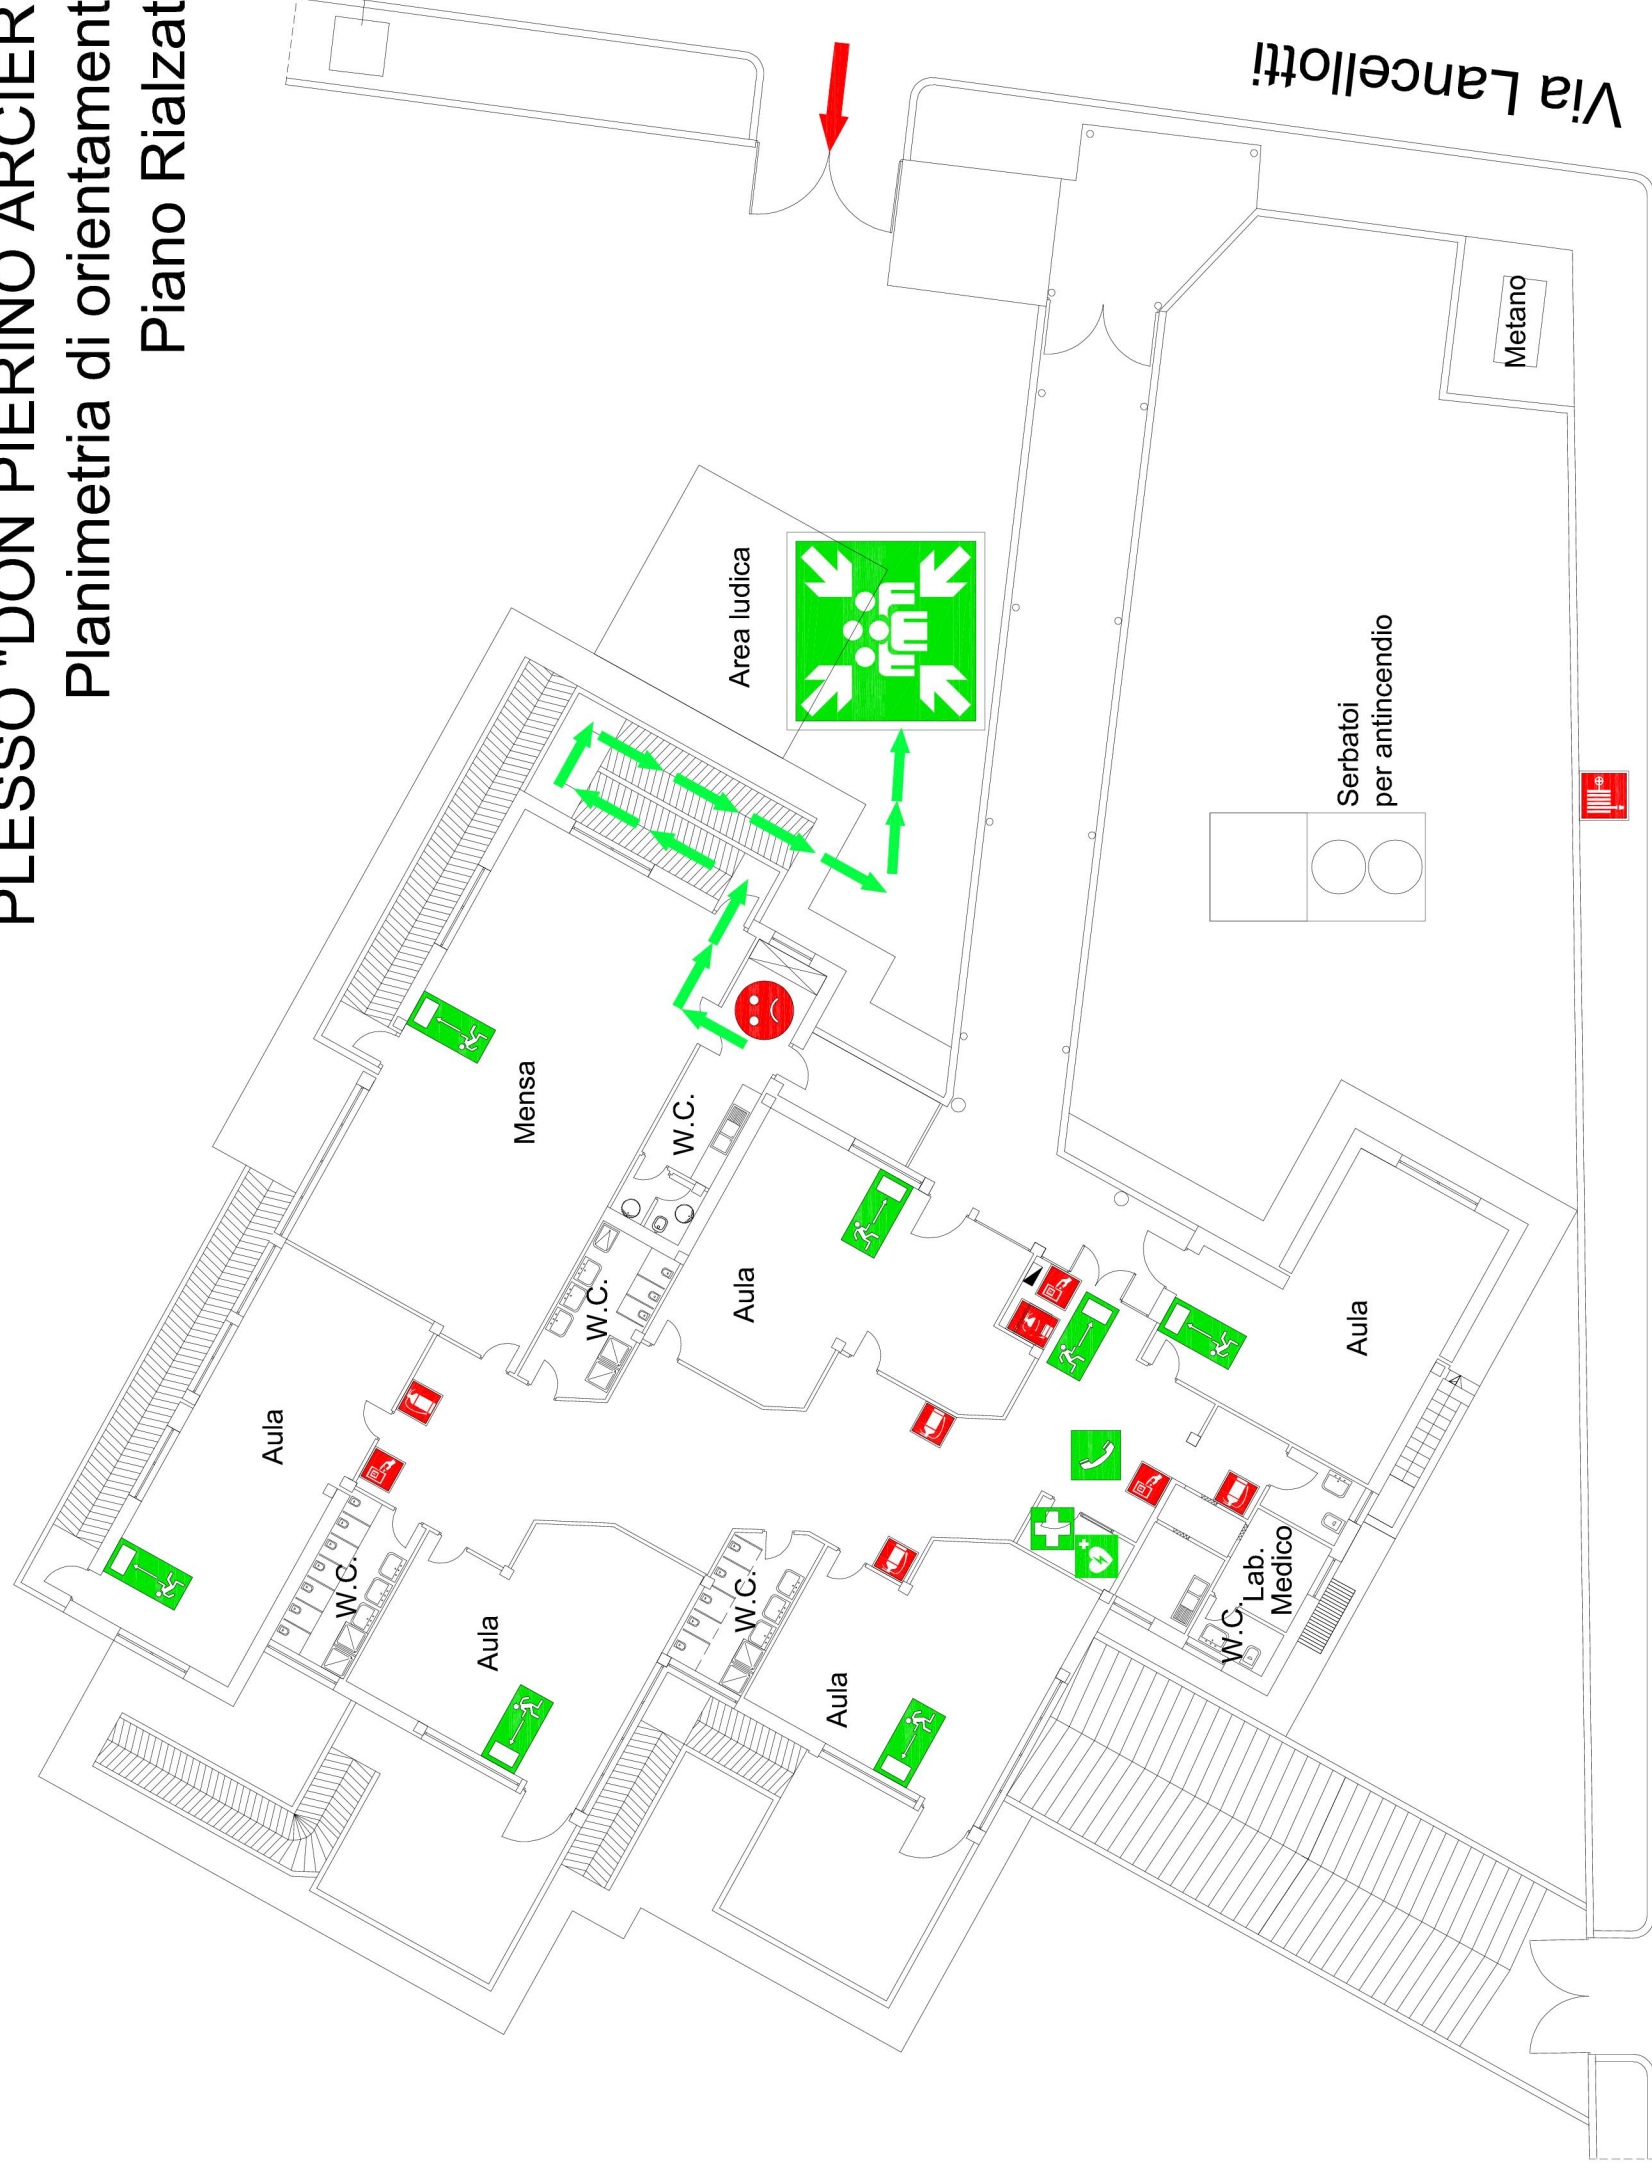 PLESSO "DON PIERINO ARCIER
Planimetria di orientament
Piano Rialzat
Via Lancellotti
Metano
Area ludica
Serbatoi
per antincendio
Mensa
W.C.
W.C.
Aula
Aula
Aula
W.C.
Aula
W.C.
Aula
Lab.
Medico
W.C.